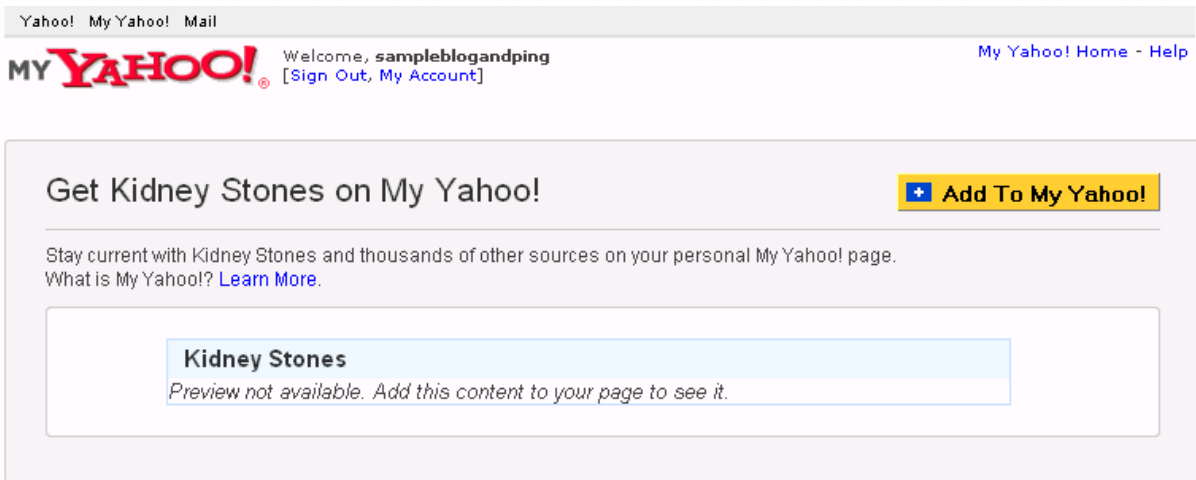 Yahoo! My Yahoo! Mail
MY YAHOO!® Welcome, sampleblogandping My Yahoo! Home - Help
[Sign Out, My Account]
Get Kidney Stones on My Yahoo! Add To My Yahoo!
Stay current with Kidney Stones and thousands of other sources on your personal My Yahoo! page.
What is My Yahoo!? Learn More.
Kidney Stones
Preview not available. Add this content to your page to see it.